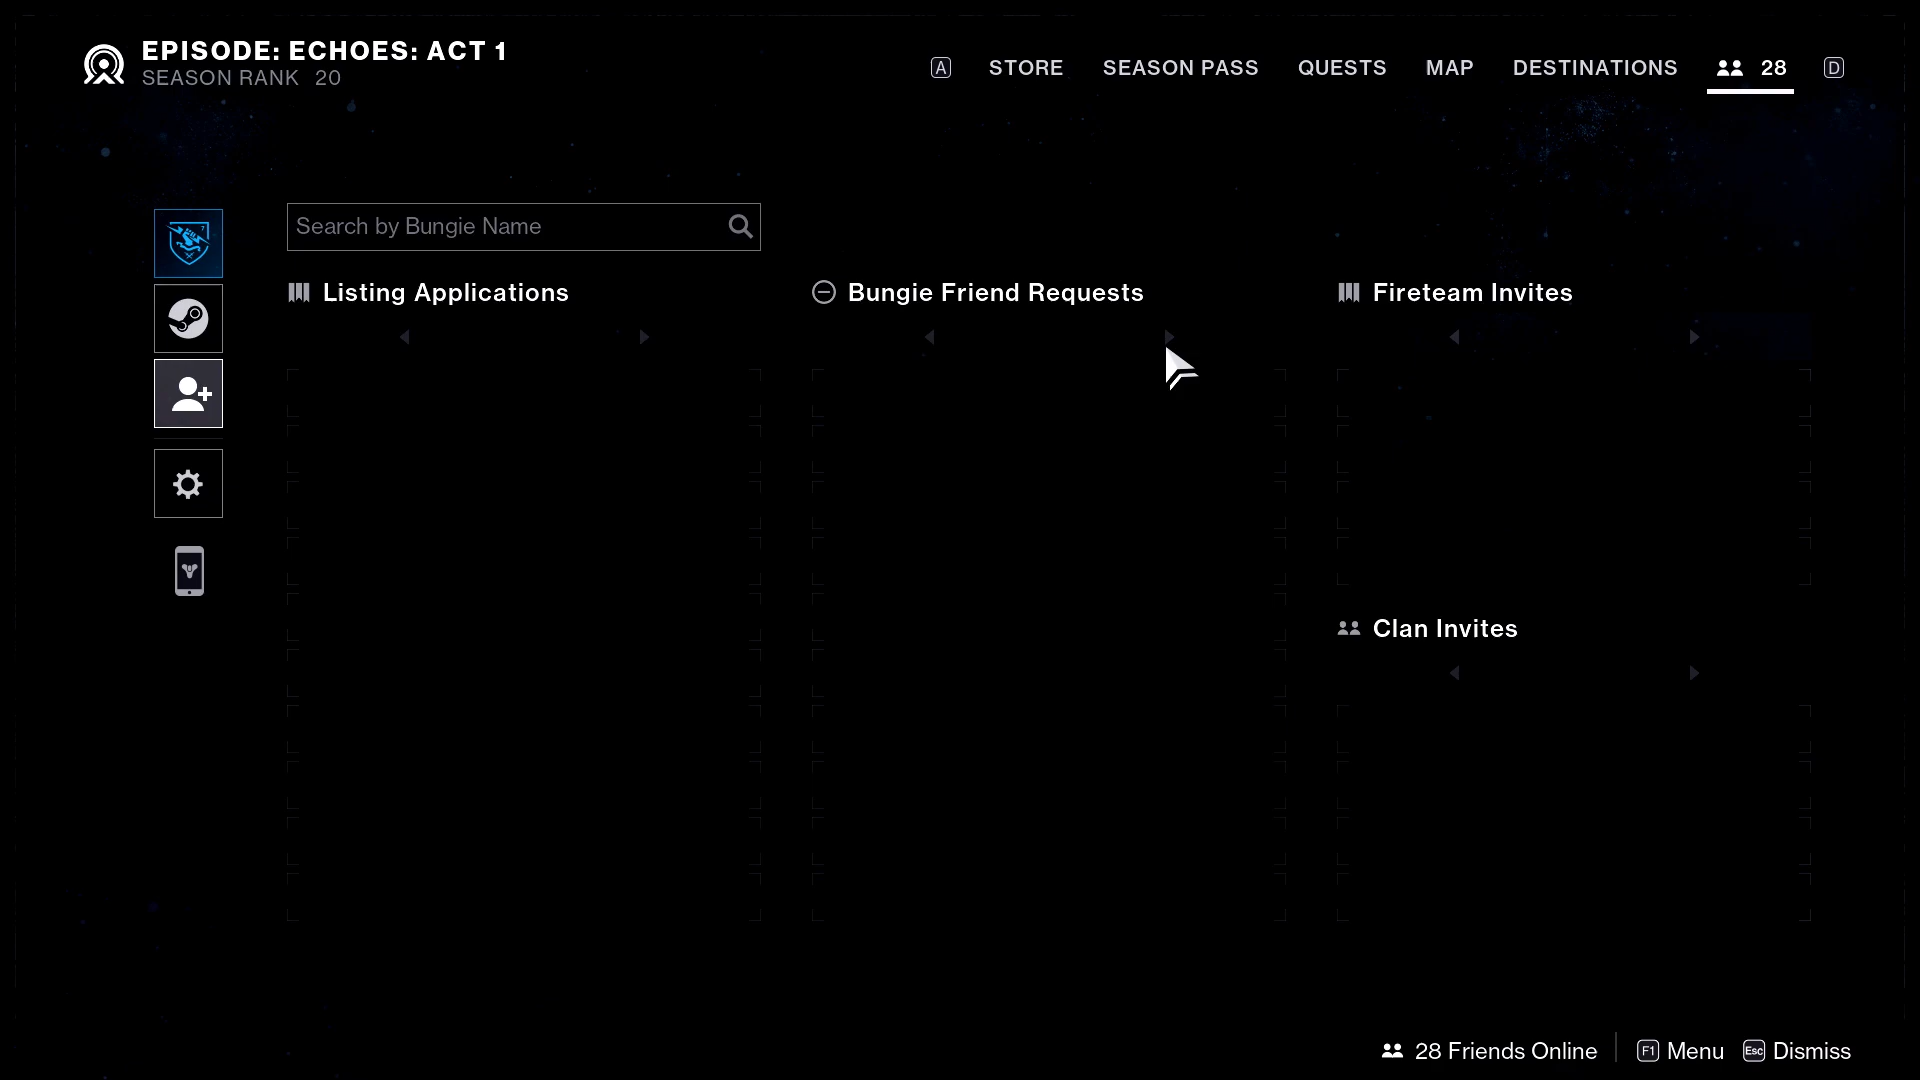 EPISODE: ECHOES: ACT 1
SEASON RANK 20
A STORE SEASON PASS QUESTS MAP DESTINATIONS 28 D
7
Search by Bungie Name
Listing Applications
Bungie Friend Requests
Fireteam Invites
Clan Invites
28 Friends Online
F1 Menu
Esc Dismiss